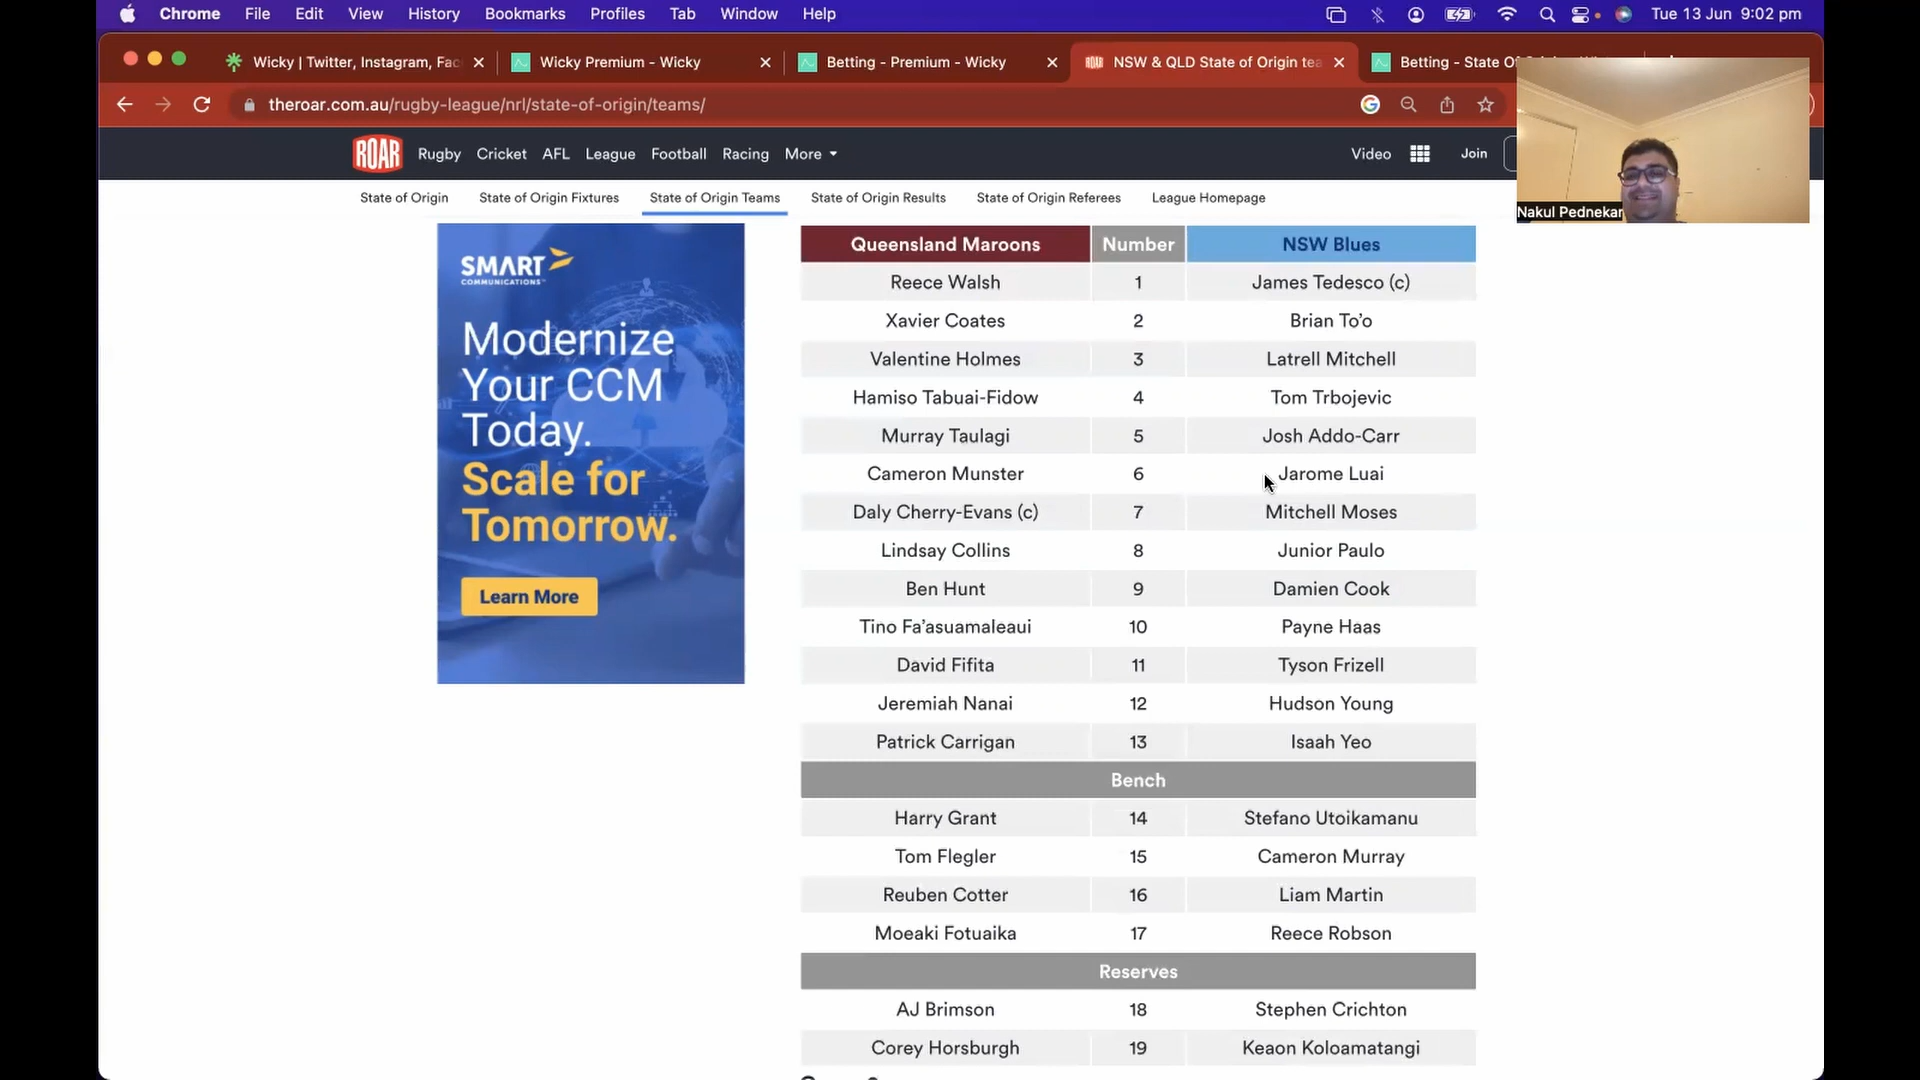 Chrome File Edit View History Bookmarks Profiles Tab Window Help Tue 13 Jun 9:02 pm
Wicky | Twitter, Instagram, Fac Wicky Premium - Wicky Betting - Premium - Wicky NSW & QLD State of Origin tea Betting - State O
theroar.com.au/rugby-league/nrl/state-of-origin/teams/
ROAR Rugby Cricket AFL League Football Racing More Video Join
Nakul Pednekar
State of Origin State of Origin Fixtures State of Origin Teams State of Origin Results State of Origin Referees League Homepage
SMART
COMMUNICATIONS
Modernize
Your CCM
Today.
Scale for
Tomorrow.
Learn More
Queensland Maroons Number NSW Blues
Reece Walsh 1 James Tedesco (c)
Xavier Coates 2 Brian To’o
Valentine Holmes 3 Latrell Mitchell
Hamiso Tabuai-Fidow 4 Tom Trbojevic
Murray Taulagi 5 Josh Addo-Carr
Cameron Munster 6 Jarome Luai
Daly Cherry-Evans (c) 7 Mitchell Moses
Lindsay Collins 8 Junior Paulo
Ben Hunt 9 Damien Cook
Tino Fa’asuamaleaui 10 Payne Haas
David Fifita 11 Tyson Frizell
Jeremiah Nanai 12 Hudson Young
Patrick Carrigan 13 Isaah Yeo
Bench
Harry Grant 14 Stefano Utoikamanu
Tom Flegler 15 Cameron Murray
Reuben Cotter 16 Liam Martin
Moeaki Fotuaika 17 Reece Robson
Reserves
AJ Brimson 18 Stephen Crichton
Corey Horsburgh 19 Keaon Koloamatangi